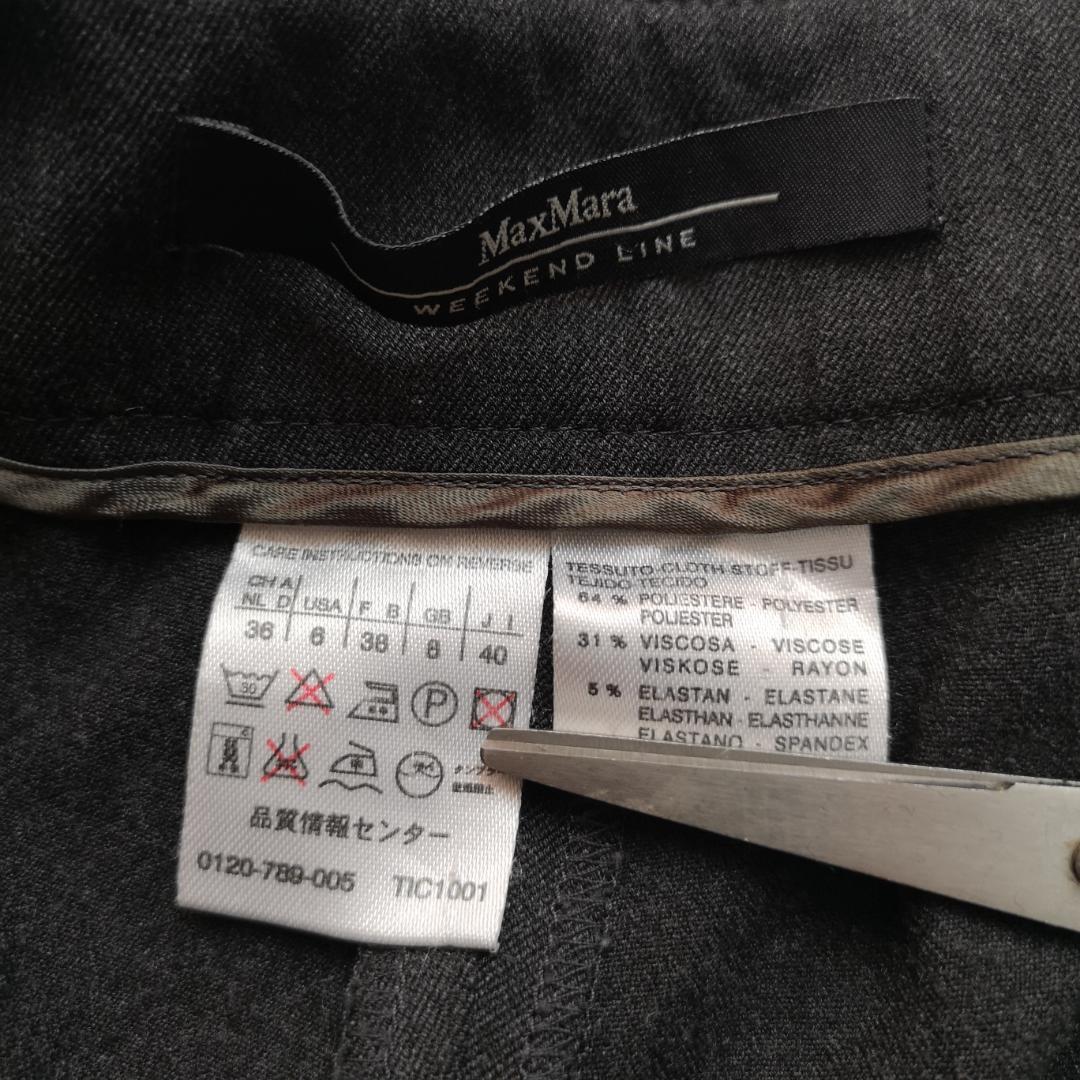 MaxMara
WEEKEND LINE
CARE INSTRUCTIONS ON REVERSE
CH A
NL D USA F B GB J I
36 6 38 8 40
30
P
品質情報センター
0120-789-005 TIC1001
TESSUTO-CLOTH-STOFF-TISSU
TEJIDO TECIDO
64 % POLIESTERE - POLYESTER
POLIESTER
31 % VISCOSA - VISCOSE
VISKOSE - RAYON
5 % ELASTAN - ELASTANE
ELASTHAN - ELASTHANNE
ELASTANO - SPANDEX